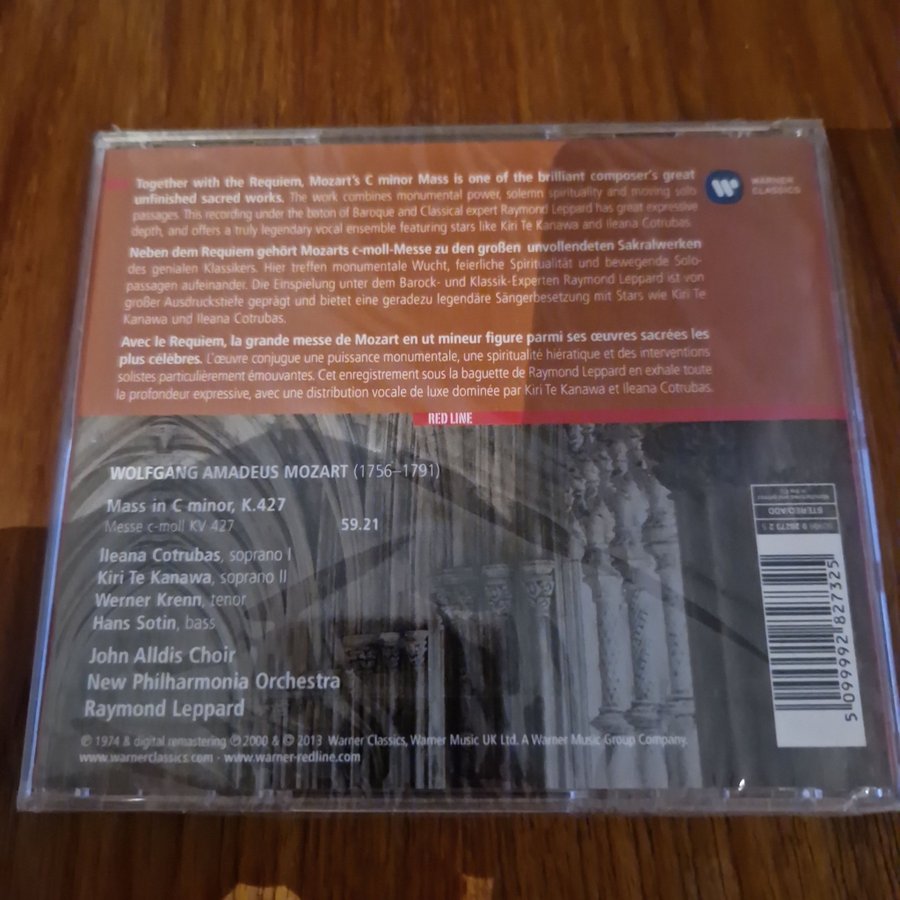 Together with the Requiem, Mozart's C minor Mass is one of the brilliant composer's great
unfinished sacred works. The work combines monumental power, solemn spirituality and moving solo
passages. This recording under the baton of Baroque and Classical expert Raymond Leppard has great expressive
depth, and offers a truly legendary vocal ensemble featuring stars like Kiri Te Kanawa and Ileana Cotrubas.
WARNER
CLASSICS
Neben dem Requiem gehört Mozarts c-moll-Messe zu den großen unvollendeten Sakralwerken
des genialen Klassikers. Hier treffen monumentale Wucht, feierliche Spiritualität und bewegende Solo-
passagen aufeinander. Die Einspielung unter dem Barock- und Klassik-Experten Raymond Leppard ist von
großer Ausdruckstiefe geprägt und bietet eine geradezu legendäre Sängerbesetzung mit Stars wie Kiri Te
Kanawa und Ileana Cotrubas.
Avec le Requiem, la grande messe de Mozart en ut mineur figure parmi ses œuvres sacrées les
plus célèbres. L'œuvre conjugue une puissance monumentale, une spiritualité hiératique et des interventions
solistes particulièrement émouvantes. Cet enregistrement sous la baguette de Raymond Leppard en exhale toute
la profondeur expressive, avec une distribution vocale de luxe dominée par Kiri Te Kanawa et Ileana Cotrubas.
RED LINE
WOLFGANG AMADEUS MOZART (1756–1791)
Mass in C minor, K.427
Messe c-moll KV 427 59.21
Ileana Cotrubas, soprano I
Kiri Te Kanawa, soprano II
Werner Krenn, tenor
Hans Sotin, bass
John Alldis Choir
New Philharmonia Orchestra
Raymond Leppard
℗ 1974 & digital remastering ℗ 2000 & © 2013 Warner Classics, Warner Music UK Ltd. A Warner Music Group Company.
www.warnerclassics.com · www.warner-redline.com
STEREO/ADD
5 099992 827325